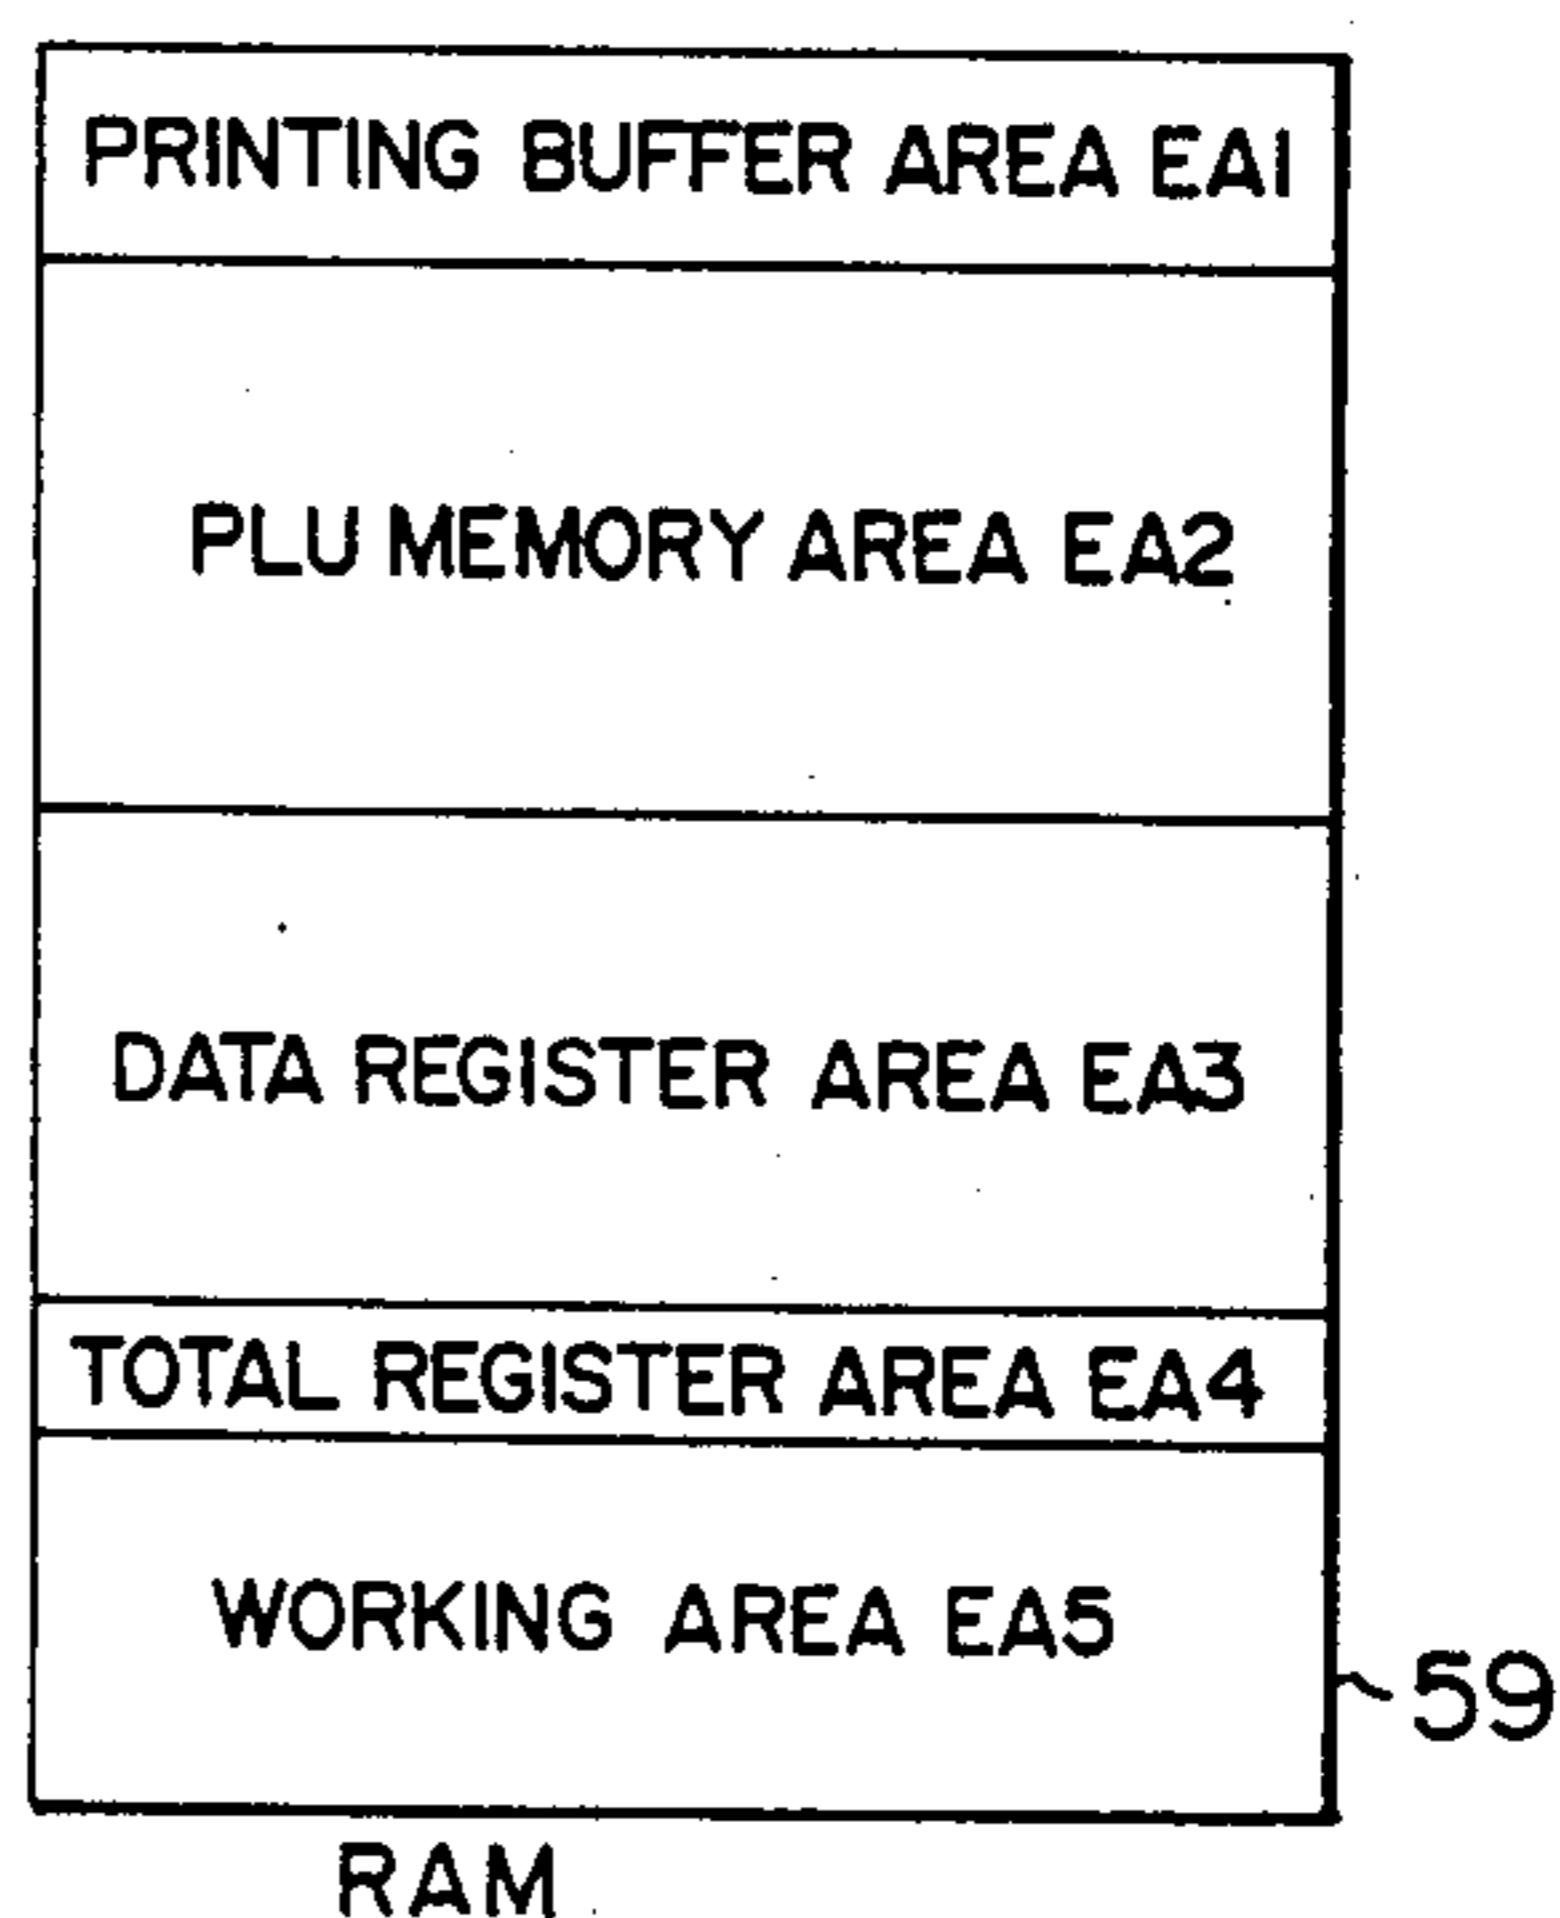 PRINTING BUFFER AREA EA1
PLU MEMORY AREA EA2
DATA REGISTER AREA EA3
TOTAL REGISTER AREA EA4
WORKING AREA EA5
59
RAM